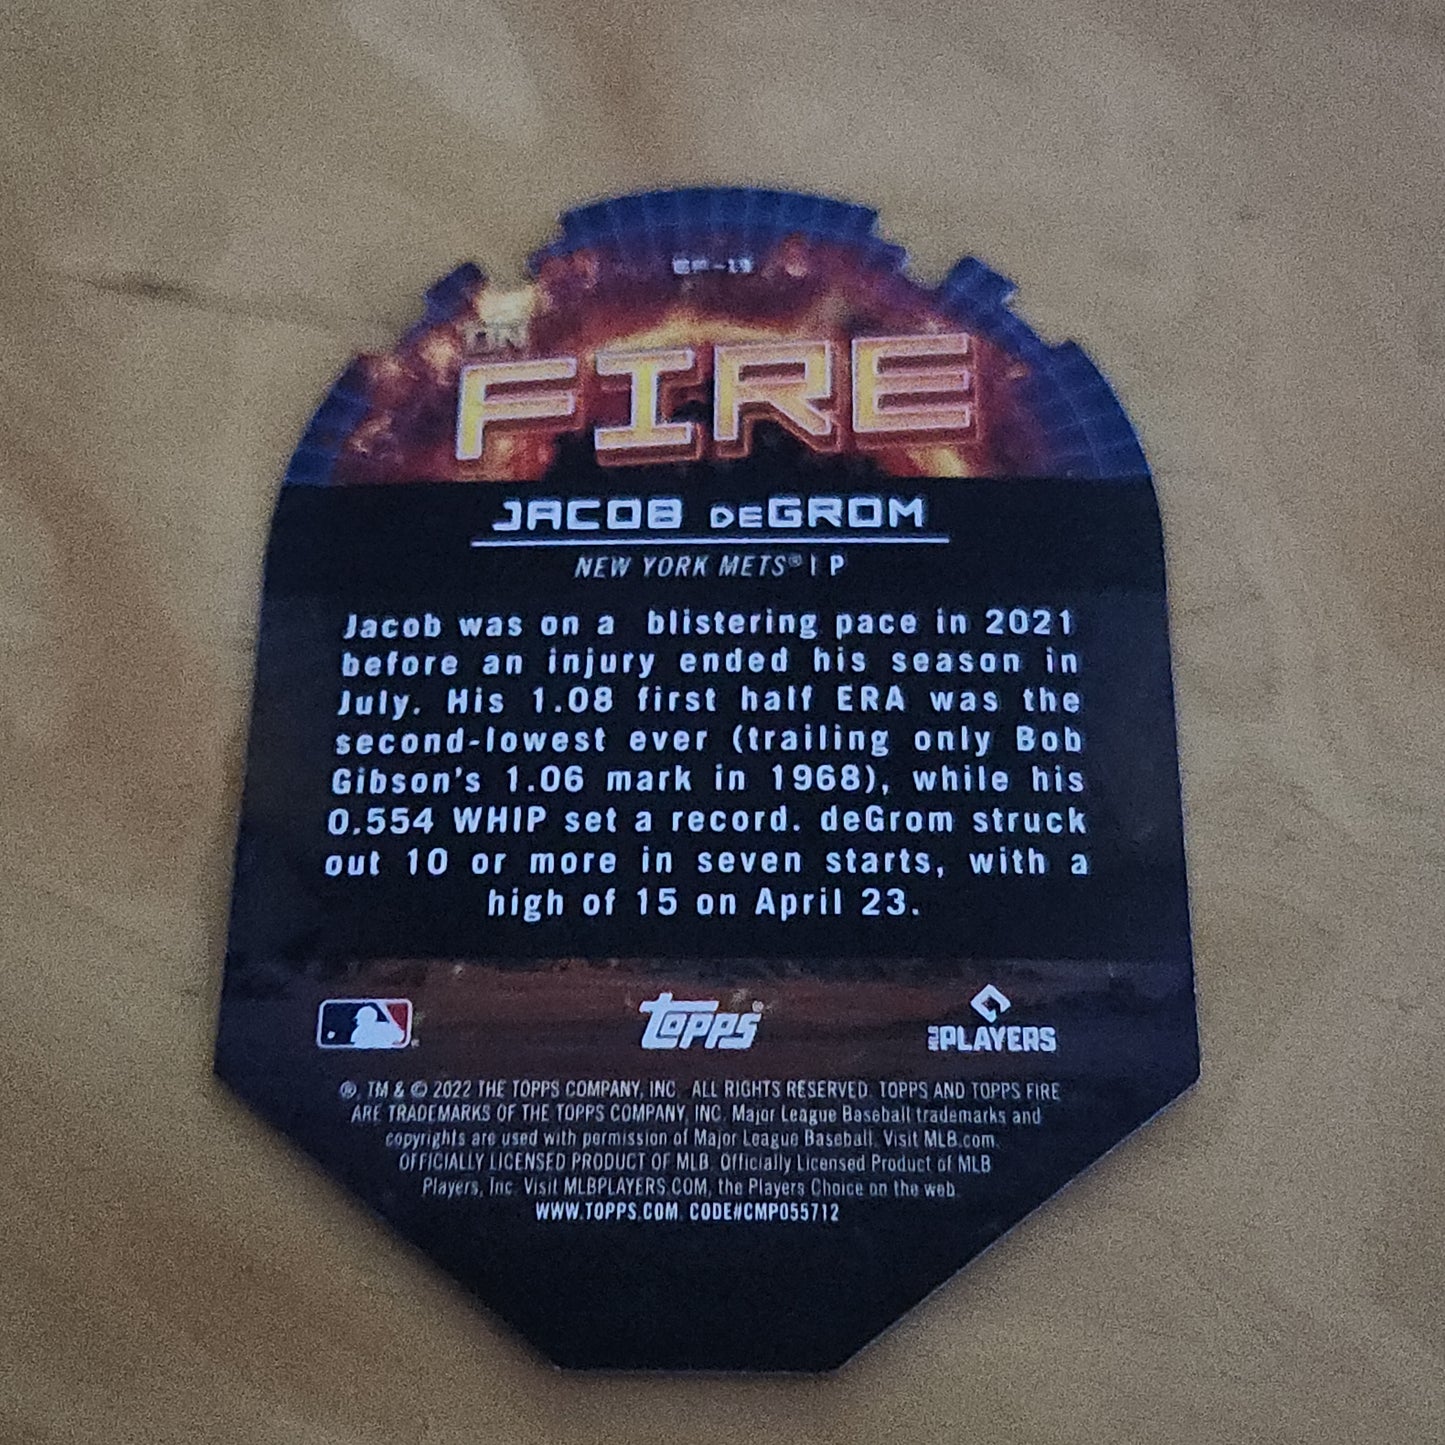 ON
FIRE
JACOB DEGROM
NEW YORK METS® | P
Jacob was on a blistering pace in 2021
before an injury ended his season in
July. His 1.08 first half ERA was the
second-lowest ever (trailing only Bob
Gibson's 1.06 mark in 1968), while his
0.554 WHIP set a record. deGrom struck
out 10 or more in seven starts, with a
high of 15 on April 23.
topps®
MLB PLAYERS
®, TM & © 2022 THE TOPPS COMPANY, INC. ALL RIGHTS RESERVED. TOPPS AND TOPPS FIRE
ARE TRADEMARKS OF THE TOPPS COMPANY, INC. Major League Baseball trademarks and
copyrights are used with permission of Major League Baseball. Visit MLB.com.
OFFICIALLY LICENSED PRODUCT OF MLB. Officially Licensed Product of MLB
Players, Inc. Visit MLBPLAYERS.COM, the Players Choice on the web.
WWW.TOPPS.COM. CODE#CMP055712